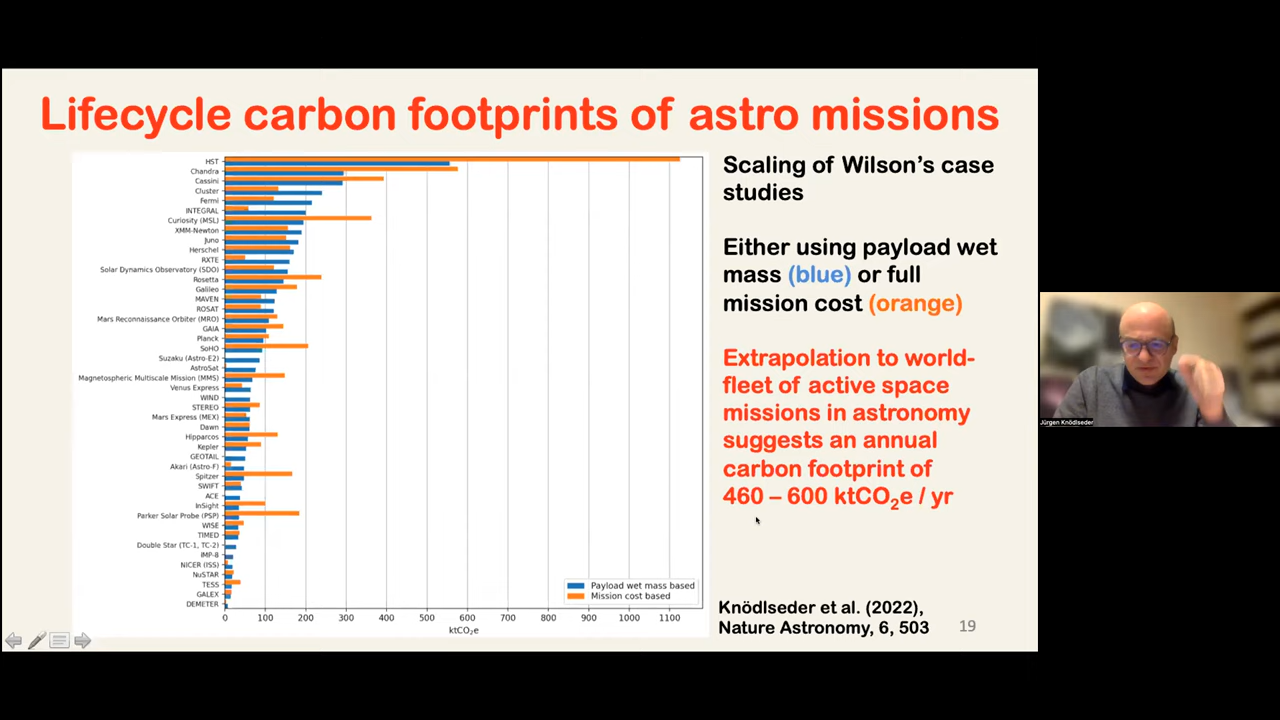 Lifecycle carbon footprints of astro missions
HST
Chandra
Cassini
Cluster
Fermi
INTEGRAL
Curiosity (MSL)
XMM-Newton
Juno
Herschel
RXTE
Solar Dynamics Observatory (SDO)
Rosetta
Galileo
MAVEN
ROSAT
Mars Reconnaissance Orbiter (MRO)
GAIA
Planck
SoHO
Suzaku (Astro-E2)
AstroSat
Magnetospheric Multiscale Mission (MMS)
Venus Express
WIND
STEREO
Mars Express (MEX)
Dawn
Hipparcos
Kepler
GEOTAIL
Akari (Astro-F)
Spitzer
SWIFT
ACE
InSight
Parker Solar Probe (PSP)
WISE
TIMED
Double Star (TC-1, TC-2)
IMP-8
NICER (ISS)
NuSTAR
TESS
GALEX
DEMETER
0 100 200 300 400 500 600 700 800 900 1000 1100
ktCO₂e
Payload wet mass based
Mission cost based
Scaling of Wilson's case
studies
Either using payload wet
mass (blue) or full
mission cost (orange)
Extrapolation to world-
fleet of active space
missions in astronomy
suggests an annual
carbon footprint of
460 – 600 ktCO₂e / yr
Knödlseder et al. (2022),
Nature Astronomy, 6, 503
19
Jürgen Knödlseder